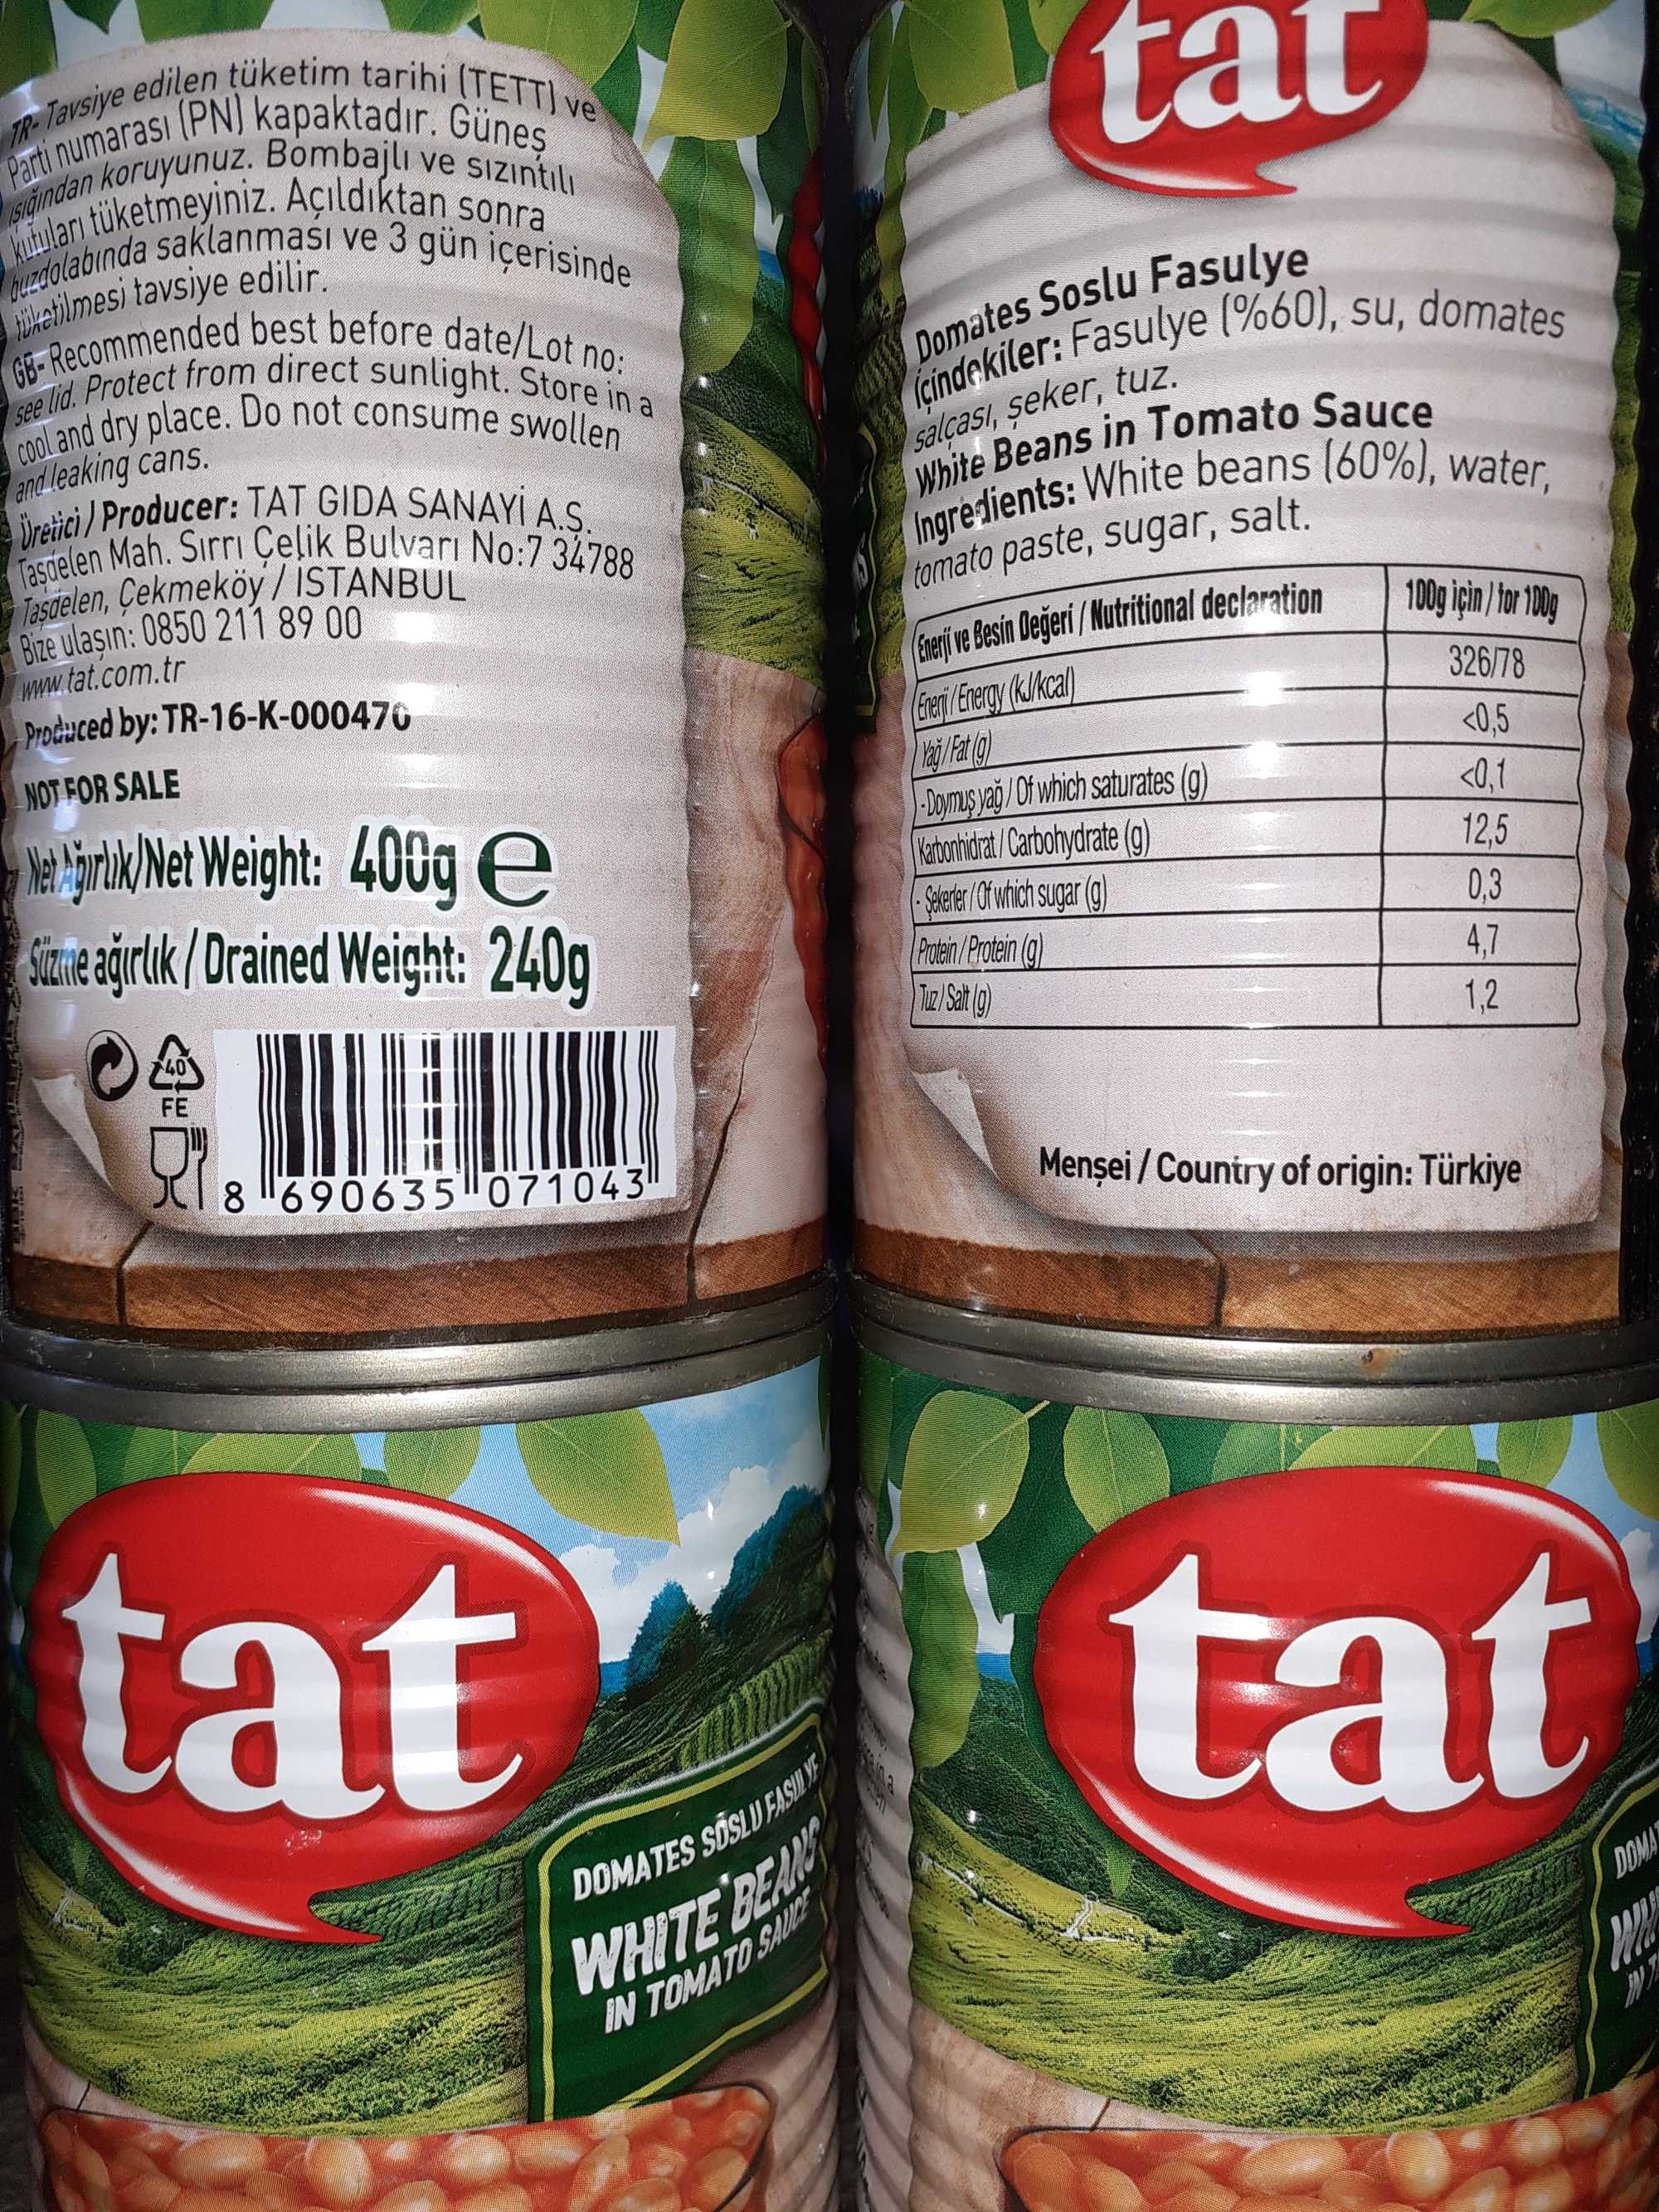 TR- Tavsiye edilen tüketim tarihi (TETT) ve
Parti numarası (PN) kapaktadır. Güneş
ışığından koruyunuz. Bombajlı ve sızıntılı
kutuları tüketmeyiniz. Açıldıktan sonra
buzdolabında saklanması ve 3 gün içerisinde
tüketilmesi tavsiye edilir.
GB- Recommended best before date/Lot no:
see lid. Protect from direct sunlight. Store in a
cool and dry place. Do not consume swollen
and leaking cans.
Üretici / Producer: TAT GIDA SANAYİ A.Ş.
Taşdelen Mah. Sırrı Çelik Bulvarı No:7 34788
Taşdelen, Çekmeköy / İSTANBUL
Bize ulaşın: 0850 211 89 00
www.tat.com.tr
Produced by: TR-16-K-000470
NOT FOR SALE
Net Ağırlık/Net Weight: 400g e
Süzme ağırlık / Drained Weight: 240g
40
FE
8 690635 071043
tat
Domates Soslu Fasulye
İçindekiler: Fasulye (%60), su, domates
salçası, şeker, tuz.
White Beans in Tomato Sauce
Ingredients: White beans (60%), water,
tomato paste, sugar, salt.
Enerji ve Besin Değeri / Nutritional declaration 100g için / for 100g
Enerji / Energy (kJ/kcal) 326/78
Yağ / Fat (g) <0,5
-Doymuş yağ / Of which saturates (g) <0,1
Karbonhidrat / Carbohydrate (g) 12,5
- Şekerler / Of which sugar (g) 0,3
Protein / Protein (g) 4,7
Tuz / Salt (g) 1,2
Menşei / Country of origin: Türkiye
tat
DOMATES SOSLU FASULYE
WHITE BEANS
IN TOMATO SAUCE
tat